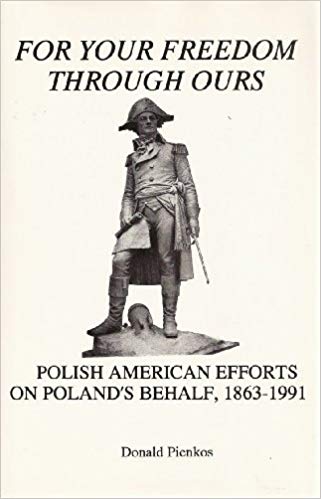 FOR YOUR FREEDOM
THROUGH OURS
POLISH AMERICAN EFFORTS
ON POLAND'S BEHALF, 1863-1991
Donald Pienkos